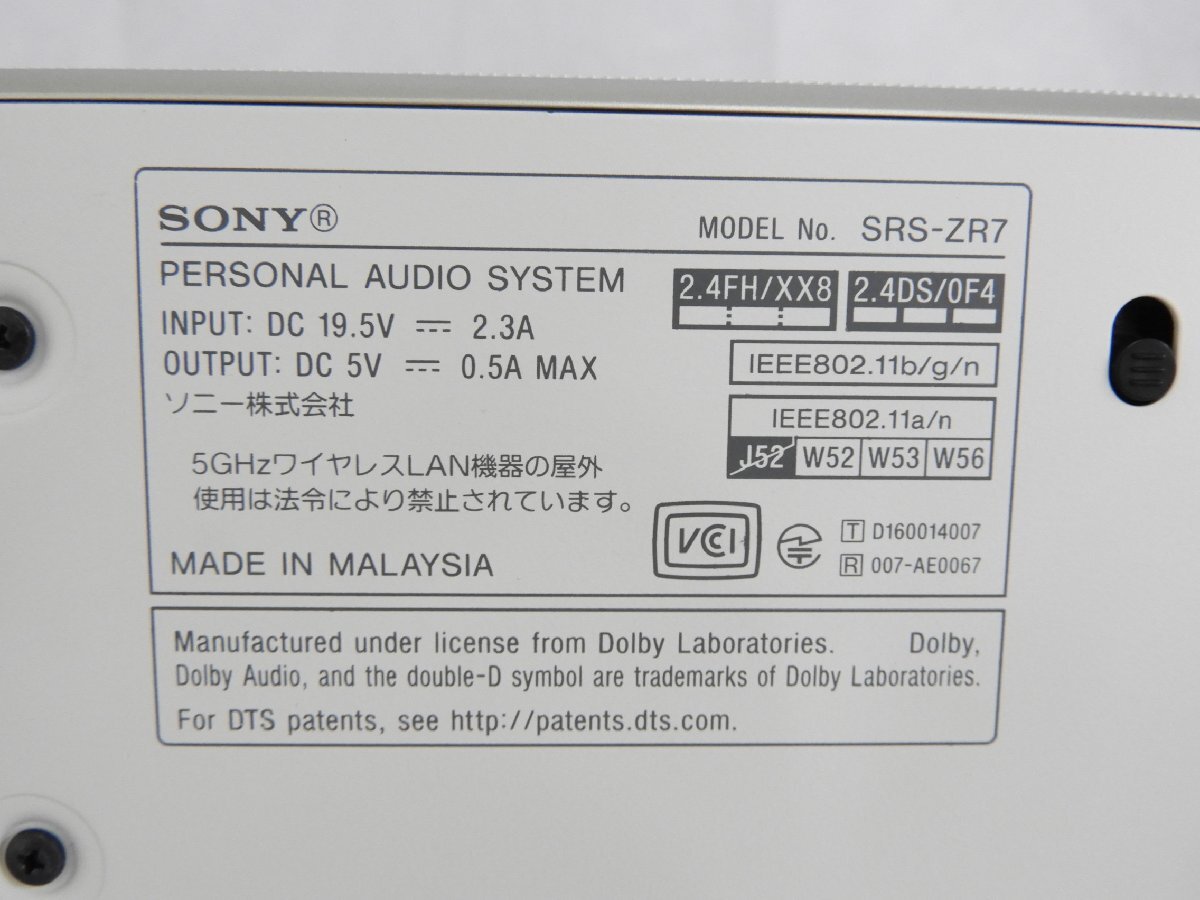 SONY®
MODEL No. SRS-ZR7
PERSONAL AUDIO SYSTEM
2.4FH/XX8
2.4DS/0F4
INPUT: DC 19.5V ⎓ 2.3A
OUTPUT: DC 5V ⎓ 0.5A MAX
IEEE802.11b/g/n
ソニー株式会社
IEEE802.11a/n
J52 W52 W53 W56
5GHzワイヤレスLAN機器の屋外
使用は法令により禁止されています。
VCCI
T D160014007
R 007-AE0067
MADE IN MALAYSIA
Manufactured under license from Dolby Laboratories. Dolby,
Dolby Audio, and the double-D symbol are trademarks of Dolby Laboratories.
For DTS patents, see http://patents.dts.com.